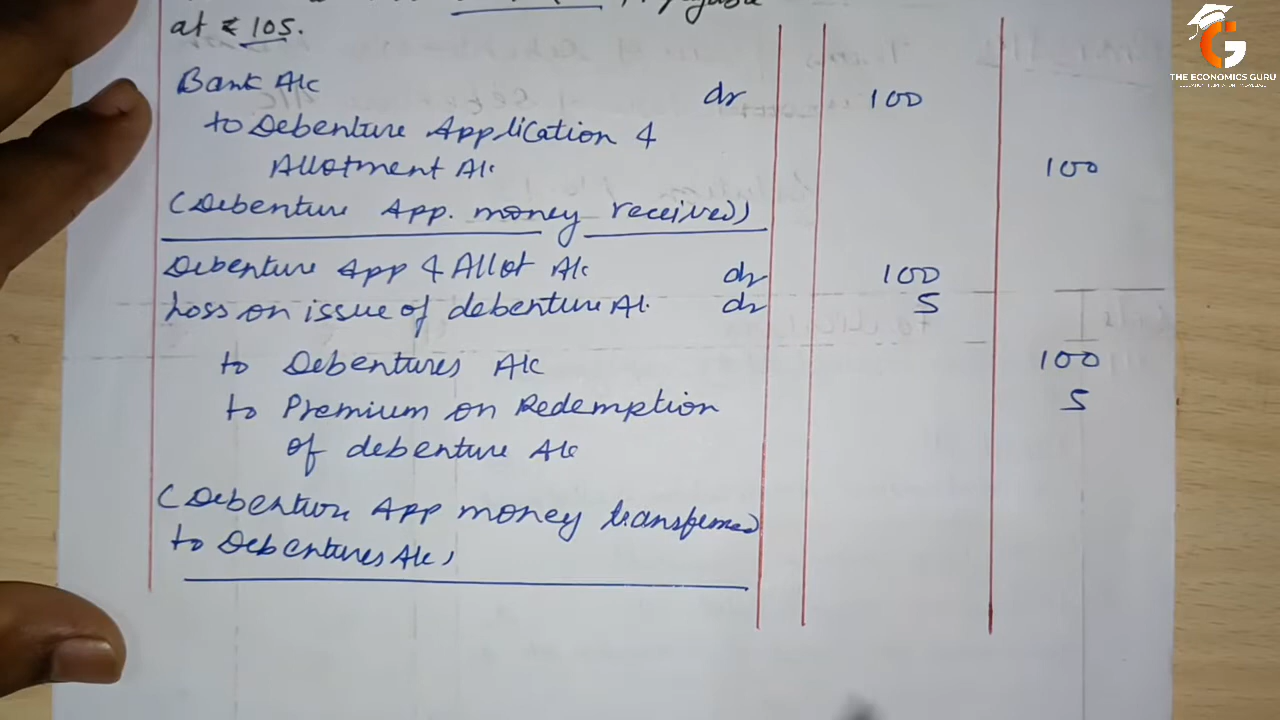 at ₹ 105.
Bank A/c dr 100
to Debenture Application &
Allotment A/c 100
(Debenture App. money received)
Debenture App & Allot A/c dr 100
Loss on issue of debenture A/c dr 5
to Debentures A/c 100
to Premium on Redemption 5
of debenture A/c
(Debenture App money transferred
to Debentures A/c)
G
THE ECONOMICS GURU